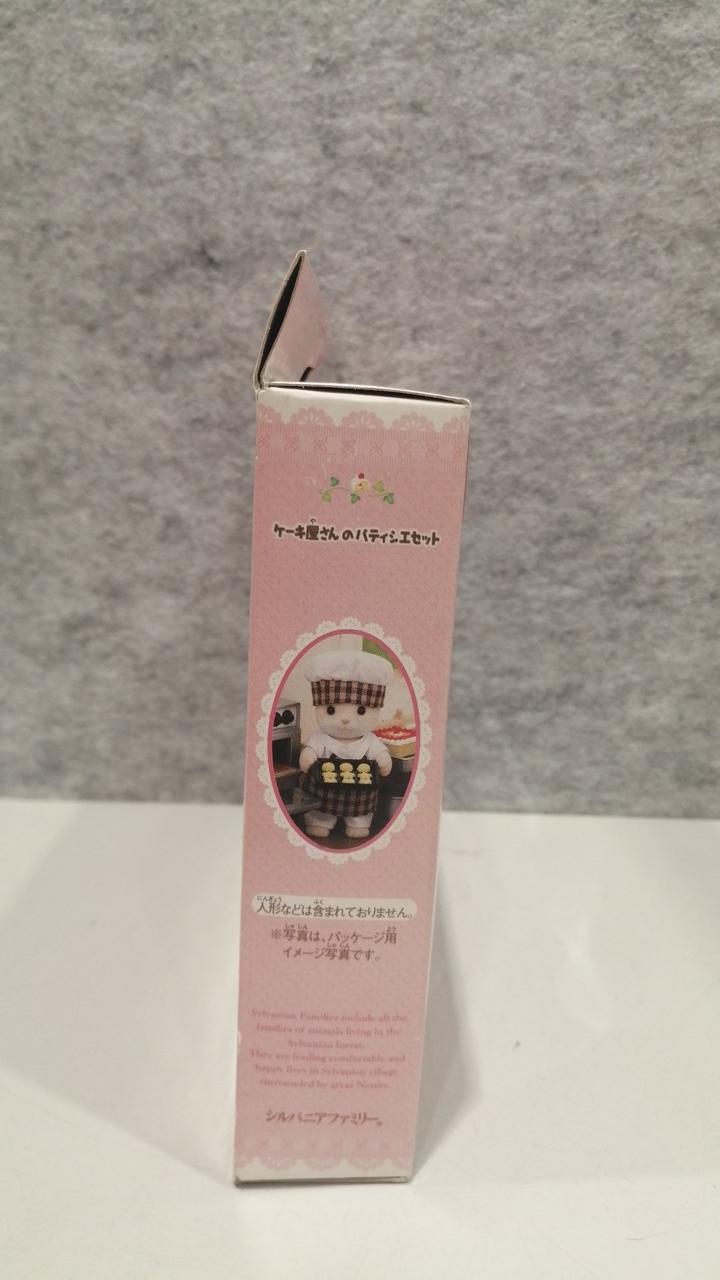 ケーキ屋さんのパティシエセット
人形などは含まれておりません。
※写真は、パッケージ用
イメージ写真です。
Sylvanian Families include all the
families of animals living in the
Sylvanian forest.
They are leading comfortable and
happy lives in Sylvanian village
surrounded by great Nature.
シルバニアファミリー®